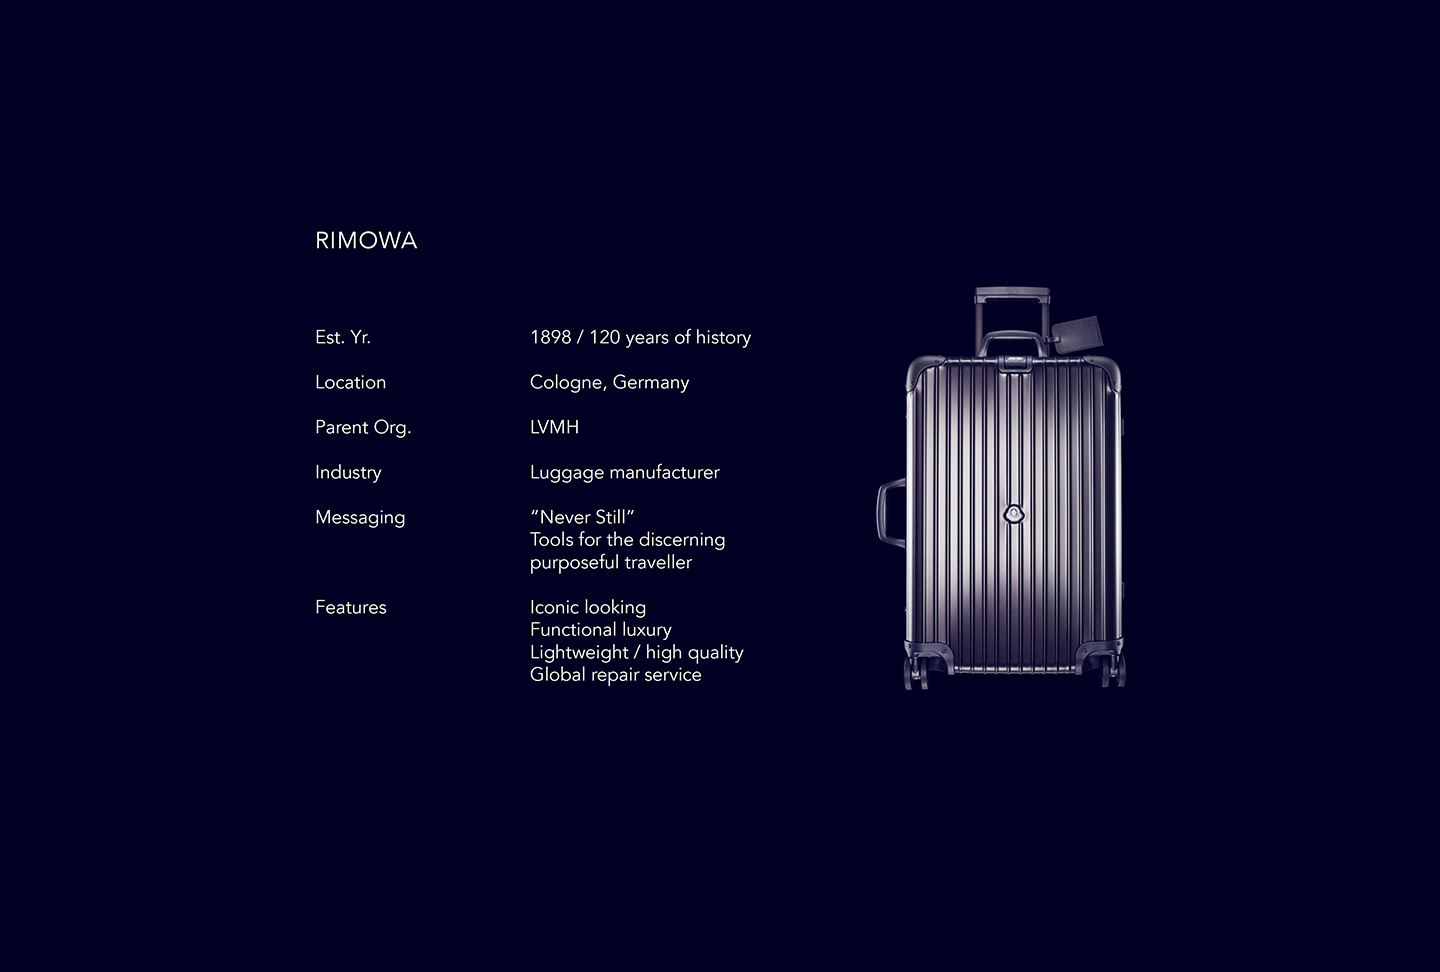 RIMOWA
Est. Yr. 1898 / 120 years of history
Location Cologne, Germany
Parent Org. LVMH
Industry Luggage manufacturer
Messaging “Never Still”
Tools for the discerning
purposeful traveller
Features Iconic looking
Functional luxury
Lightweight / high quality
Global repair service